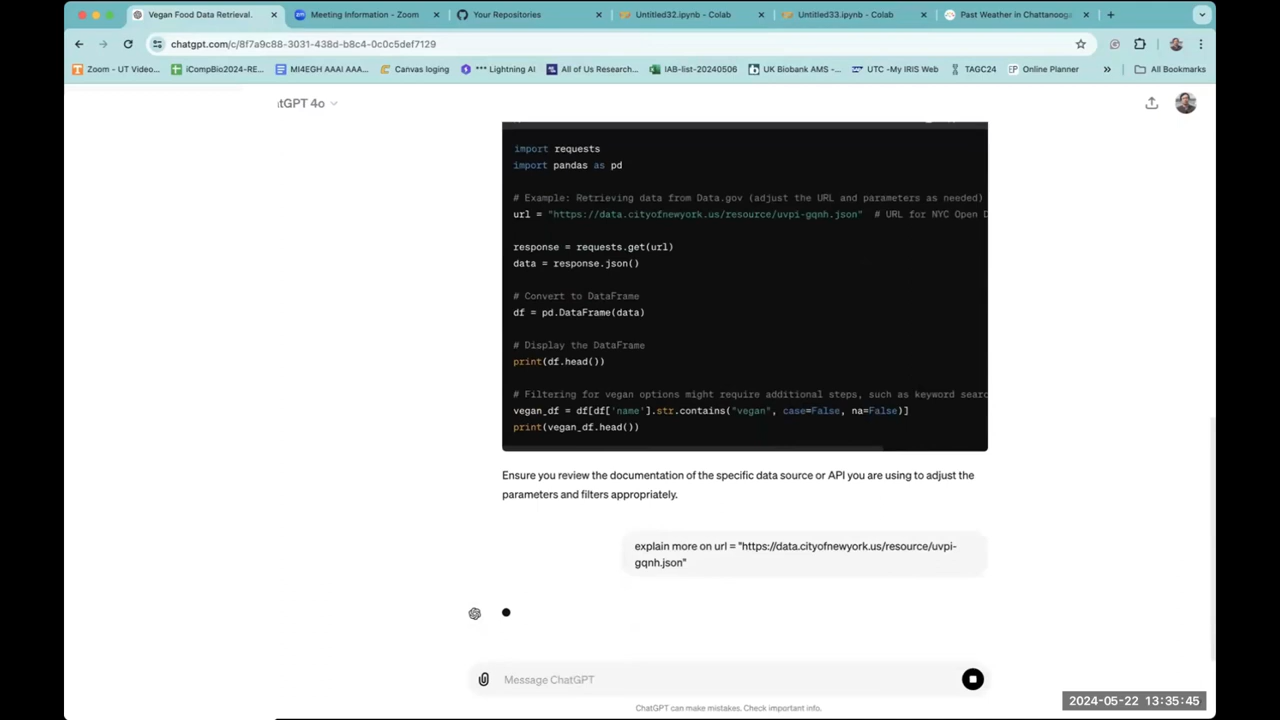 Vegan Food Data Retrieval.
Meeting Information - Zoom
Your Repositories
Untitled32.ipynb - Colab
Untitled33.ipynb - Colab
Past Weather in Chattanooga
chatgpt.com/c/8f7a9c88-3031-438d-b8c4-0c0c5def7129
Zoom - UT Video...
iCompBio2024-RE...
MI4EGH AAAI AAA...
Canvas loging
*** Lightning AI
All of Us Research...
IAB-list-20240506
UK Biobank AMS -...
UTC -My IRIS Web
TAGC24
Online Planner
»
All Bookmarks
tGPT 4o
import requests
import pandas as pd
# Example: Retrieving data from Data.gov (adjust the URL and parameters as needed)
url = "https://data.cityofnewyork.us/resource/uvpi-gqnh.json"  # URL for NYC Open D
response = requests.get(url)
data = response.json()
# Convert to DataFrame
df = pd.DataFrame(data)
# Display the DataFrame
print(df.head())
# Filtering for vegan options might require additional steps, such as keyword searc
vegan_df = df[df['name'].str.contains("vegan", case=False, na=False)]
print(vegan_df.head())
Ensure you review the documentation of the specific data source or API you are using to adjust the
parameters and filters appropriately.
explain more on url = "https://data.cityofnewyork.us/resource/uvpi-
gqnh.json"
Message ChatGPT
ChatGPT can make mistakes. Check important info.
2024-05-22 13:35:45